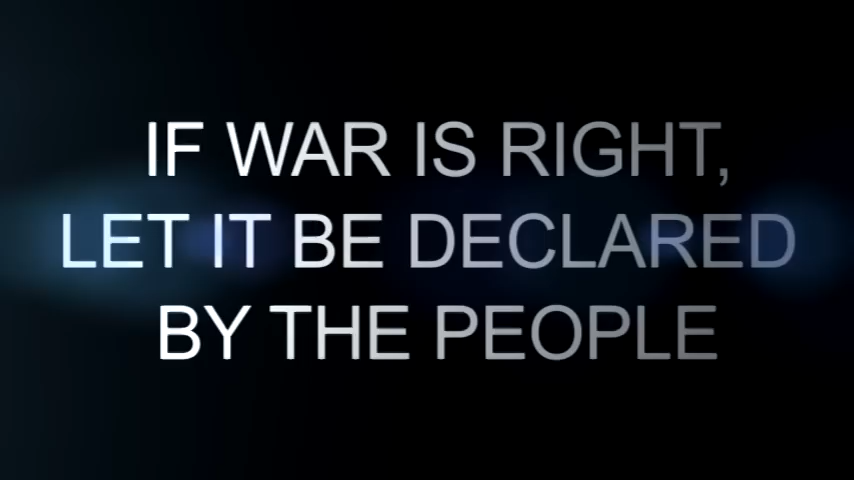 IF WAR IS RIGHT,
LET IT BE DECLARED
BY THE PEOPLE